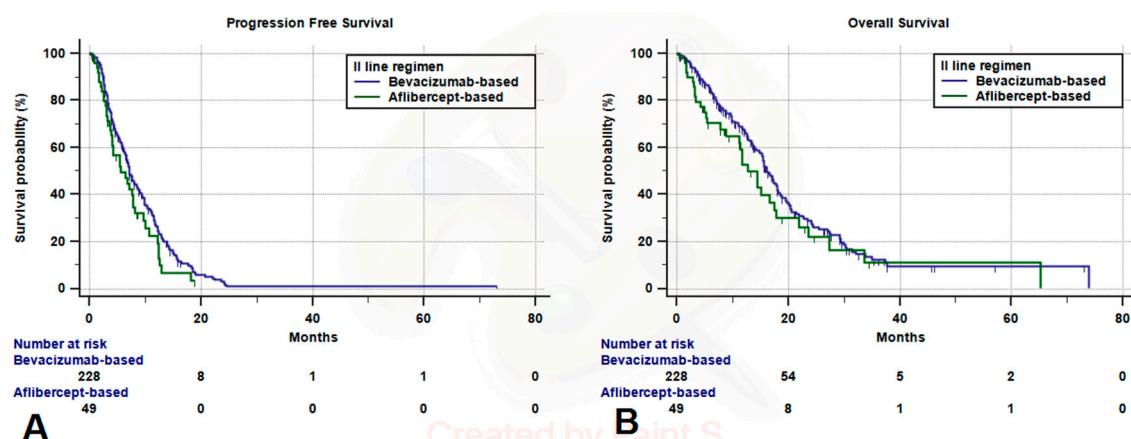 Progression Free Survival
Survival probability (%)
100
80
60
40
20
0
II line regimen
Bevacizumab-based
Aflibercept-based
0 20 40 60 80
Months
Number at risk
Bevacizumab-based
228 8 1 1 0
Aflibercept-based
49 0 0 0 0
A
Overall Survival
Survival probability (%)
100
80
60
40
20
0
II line regimen
Bevacizumab-based
Aflibercept-based
0 20 40 60 80
Months
Number at risk
Bevacizumab-based
228 54 5 2 0
Aflibercept-based
49 8 1 1 0
B
Created by Paint S